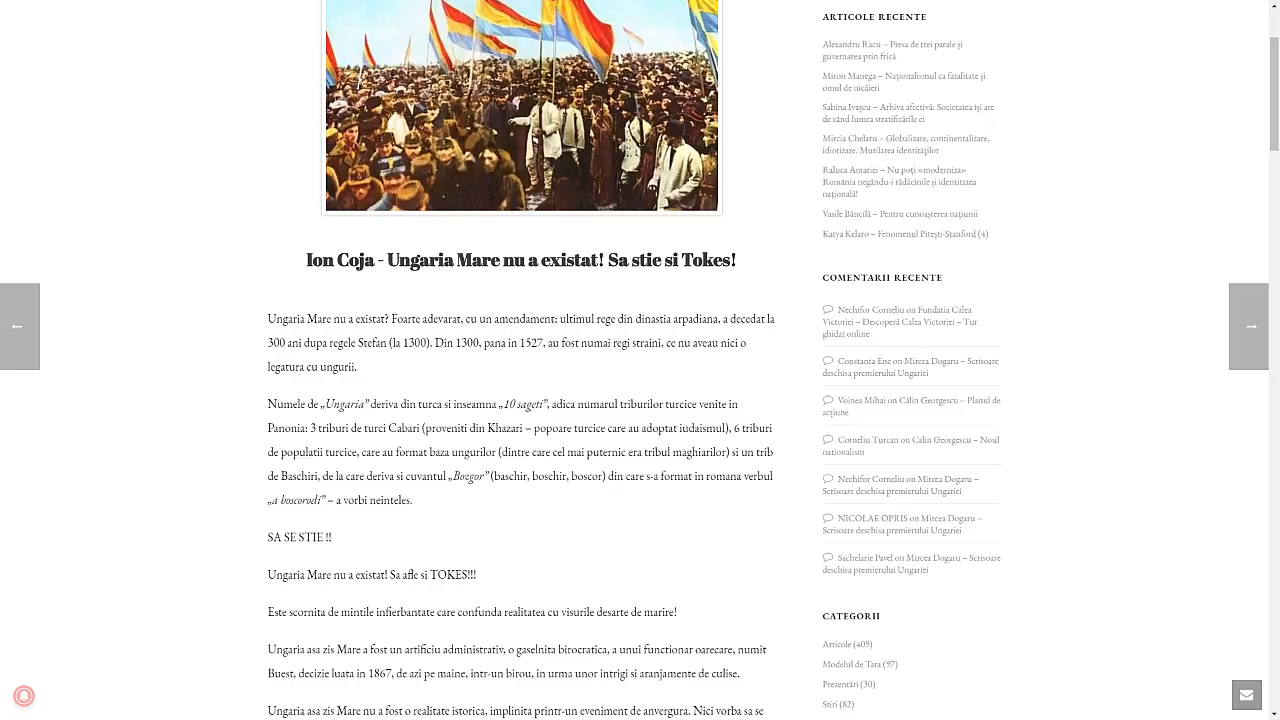 Ion Coja - Ungaria Mare nu a existat! Sa stie si Tokes!
Ungaria Mare nu a existat? Foarte adevarat, cu un amendament: ultimul rege din dinastia arpadiana, a decedat la
300 ani dupa regele Stefan (la 1300). Din 1300, pana in 1527, au fost numai regi straini, ce nu aveau nici o
legatura cu ungurii.
Numele de „Ungaria” deriva din turca si inseamna „10 sageti”, adica numarul triburilor turcice venite in
Panonia: 3 triburi de turci Cabari (proveniti din Khazari – popoare turcice care au adoptat iudaismul), 6 triburi
de populatii turcice, care au format baza ungurilor (dintre care cel mai puternic era tribul maghiarilor) si un trib
de Baschiri, de la care deriva si cuvantul „Bozgor” (baschir, boschir, boscor) din care s-a format in romana verbul
„a boscorodi” – a vorbi neinteles.
SA SE STIE !!
Ungaria Mare nu a existat! Sa afle si TOKES!!!
Este scornita de mintile infierbantate care confunda realitatea cu visurile desarte de marire!
Ungaria asa zis Mare a fost un artificiu administrativ, o gaselnita birocratica, a unui functionar oarecare, numit
Buest, decizie luata in 1867, de azi pe maine, intr-un birou, in urma unor intrigi si aranjamente de culise.
Ungaria asa zis Mare nu a fost o realitate istorica, implinita printr-un eveniment de anvergura. Nici vorba sa se
ARTICOLE RECENTE
Alexandru Racu – Presa de trei parale și
guvernarea prin frică
Miron Manega – Naționalismul ca fatalitate și
omul de nicăieri
Sabina Ivașcu – Arhiva afectivă: Societatea își are
de când lumea stratificările ei
Mircia Chelaru – Globalizare, continentalizare,
idiotizare. Mutilarea identităților
Raluca Amariei – Nu poți «moderniza»
România negându-i rădăcinile și identitatea
națională!
Vasile Băncilă – Pentru cunoașterea națiunii
Katya Kelaro – Fenomenul Pitești-Stanford (4)
COMENTARII RECENTE
Nechifor Corneliu on Fundatia Calea
Victoriei – Descoperă Calea Victoriei – Tur
ghidat online
Constanta Ene on Mircea Dogaru – Scrisoare
deschisa premierului Ungariei
Voinea Mihai on Călin Georgescu – Planul de
acțiune
Corneliu Turcan on Calin Georgescu – Noul
nationalism
Nechifor Corneliu on Mircea Dogaru –
Scrisoare deschisa premierului Ungariei
NICOLAE OPRIS on Mircea Dogaru –
Scrisoare deschisa premierului Ungariei
Sachelarie Pavel on Mircea Dogaru – Scrisoare
deschisa premierului Ungariei
CATEGORII
Articole (409)
Modelul de Tara (97)
Prezentări (30)
Stiri (82)